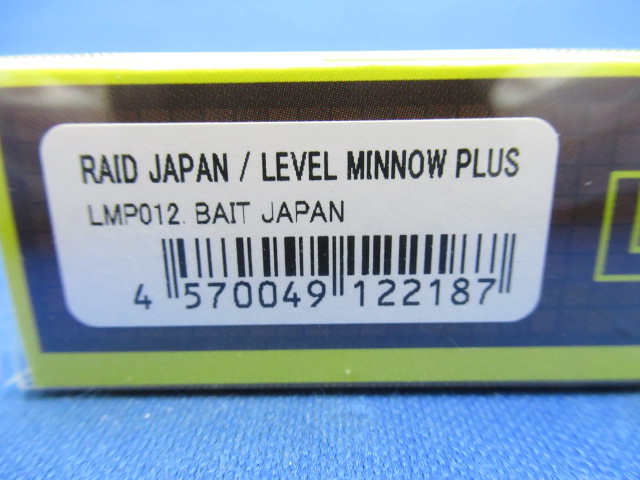 RAID JAPAN / LEVEL MINNOW PLUS
LMP012. BAIT JAPAN
4 570049 122187